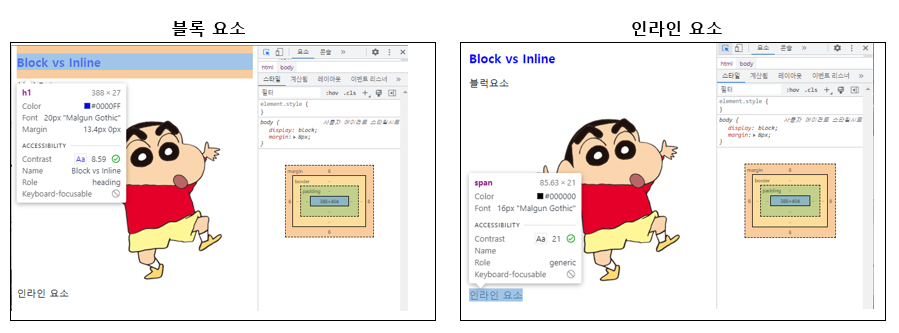 블록 요소
Block vs Inline
h1 388 × 27
Color #0000FF
Font 20px "Malgun Gothic"
Margin 13.4px 0px
ACCESSIBILITY
Contrast Aa 8.59
Name Block vs Inline
Role heading
Keyboard-focusable
인라인 요소
요소 콘솔 »
html body
스타일 계산됨 레이아웃 이벤트 리스너 »
필터 :hov .cls +
element.style {
}
body { 사용자 에이전트 스타일시트
display: block;
margin: ▸ 8px;
}
margin 8
border -
padding -
8 - - 388×404 - - 8
-
-
8
인라인 요소
Block vs Inline
블럭요소
span 85.63 × 21
Color #000000
Font 16px "Malgun Gothic"
ACCESSIBILITY
Contrast Aa 21
Name
Role generic
Keyboard-focusable
인라인 요소
요소 콘솔 »
html body
스타일 계산됨 레이아웃 이벤트 리스너 »
필터 :hov .cls +
element.style {
}
body { 사용자 에이전트 스타일시트
display: block;
margin: ▸ 8px;
}
margin 8
border -
padding -
8 - - 388×404 - - 8
-
-
8